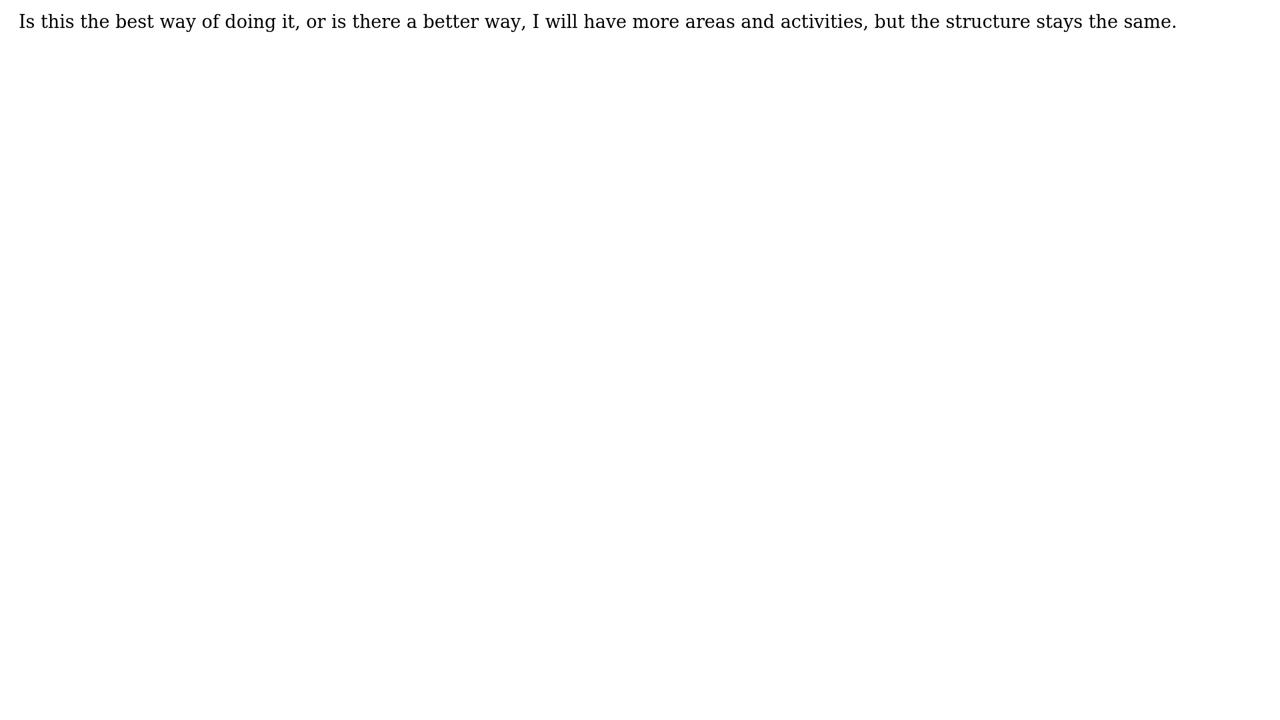 Is this the best way of doing it, or is there a better way, I will have more areas and activities, but the structure stays the same.